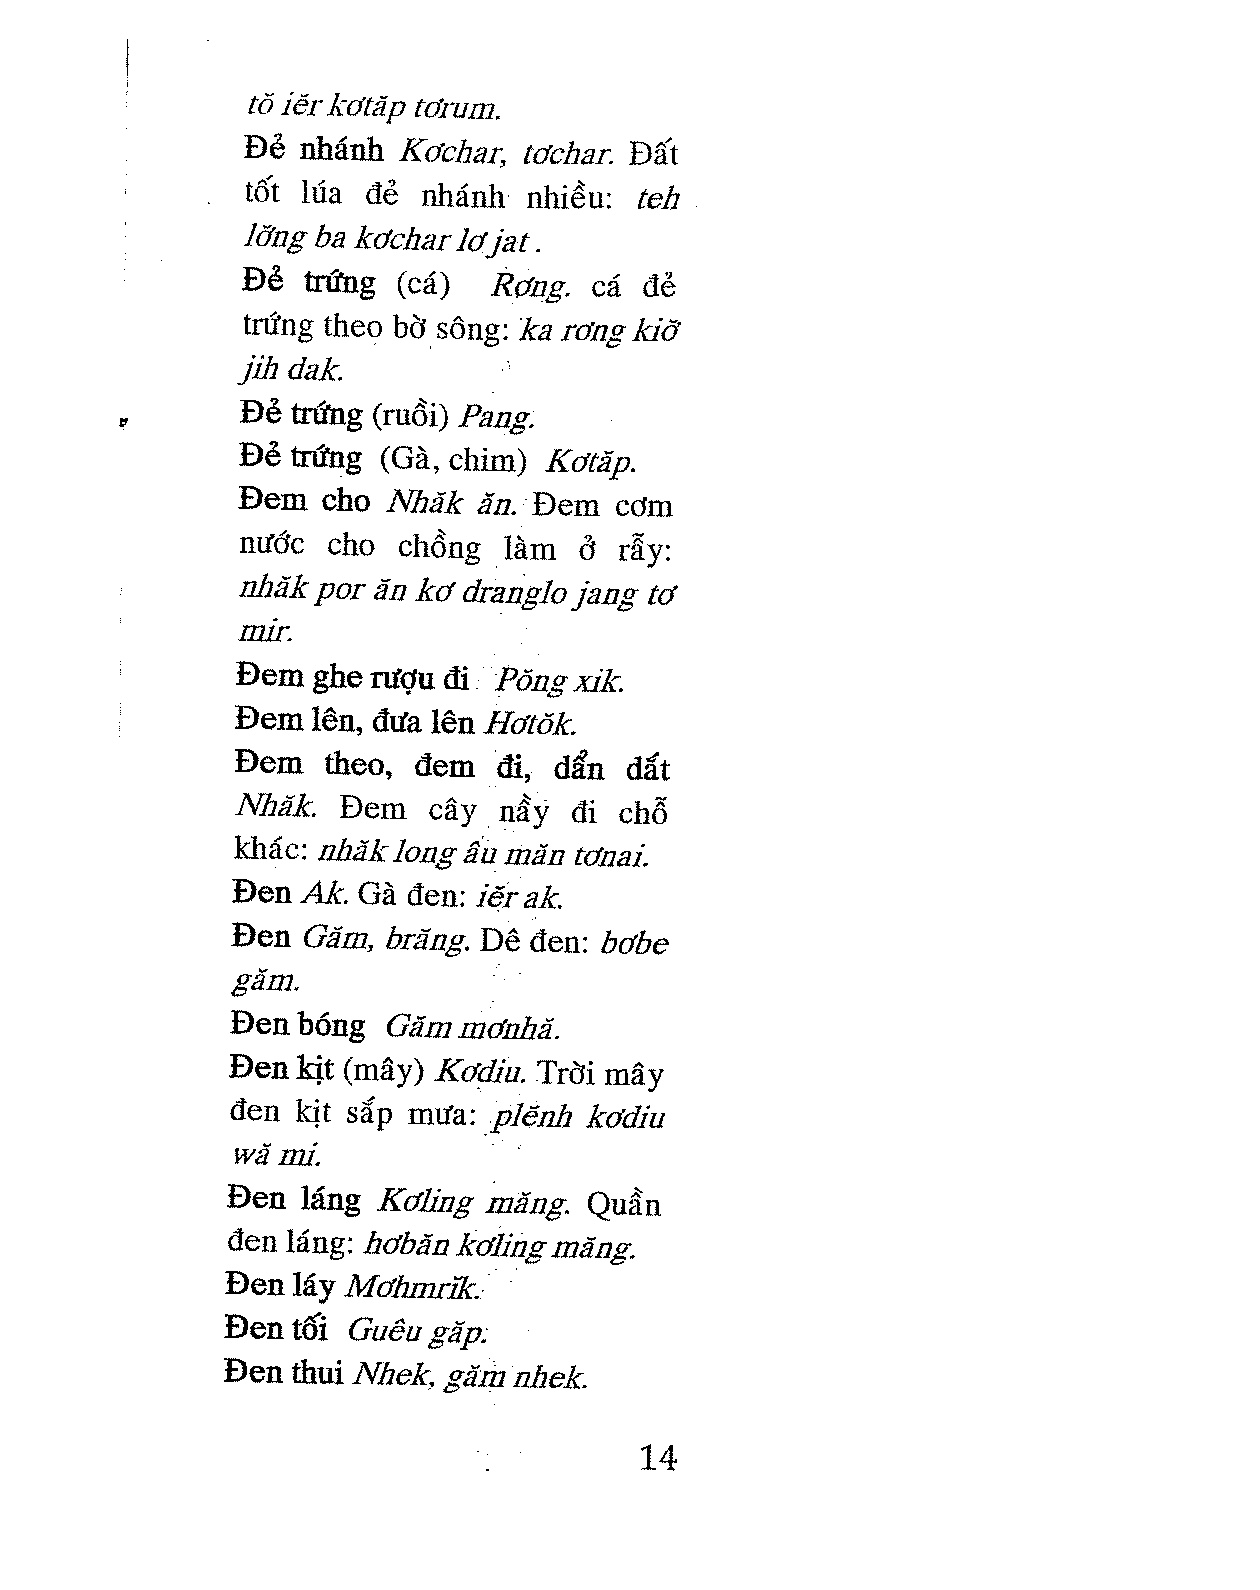 tŏ iĕr kơtăp tơrum.
Đẻ nhánh Kơchar, tơchar. Đất
tốt lúa đẻ nhánh nhiều: teh
lơ̆ng ba kơchar lơ jat .
Đẻ trứng (cá) Rơng. cá đẻ
trứng theo bờ sông: ka rơng kiơ̆
jih dak.
Đẻ trứng (ruồi) Pang.
Đẻ trứng (Gà, chim) Kơtăp.
Đem cho Nhăk ăn. Đem cơm
nước cho chồng làm ở rẫy:
nhăk por ăn kơ dranglo jang tơ
mir.
Đem ghe rượu đi Pŏng xik.
Đem lên, đưa lên Hơtŏk.
Đem theo, đem đi, dẩn dắt
Nhăk. Đem cây nầy đi chỗ
khác: nhăk long âu măn tơnai.
Đen Ak. Gà đen: iĕr ak.
Đen Găm, brăng. Dê đen: bơbe
găm.
Đen bóng Găm mơnhă.
Đen kịt (mây) Kơdiu. Trời mây
đen kịt sắp mưa: plĕnh kơdiu
wă mi.
Đen láng Kơling măng. Quần
đen láng: hơbăn kơling măng.
Đen láy Mơhmrĭk.
Đen tối Guêu găp.
Đen thui Nhek, găm nhek.
14